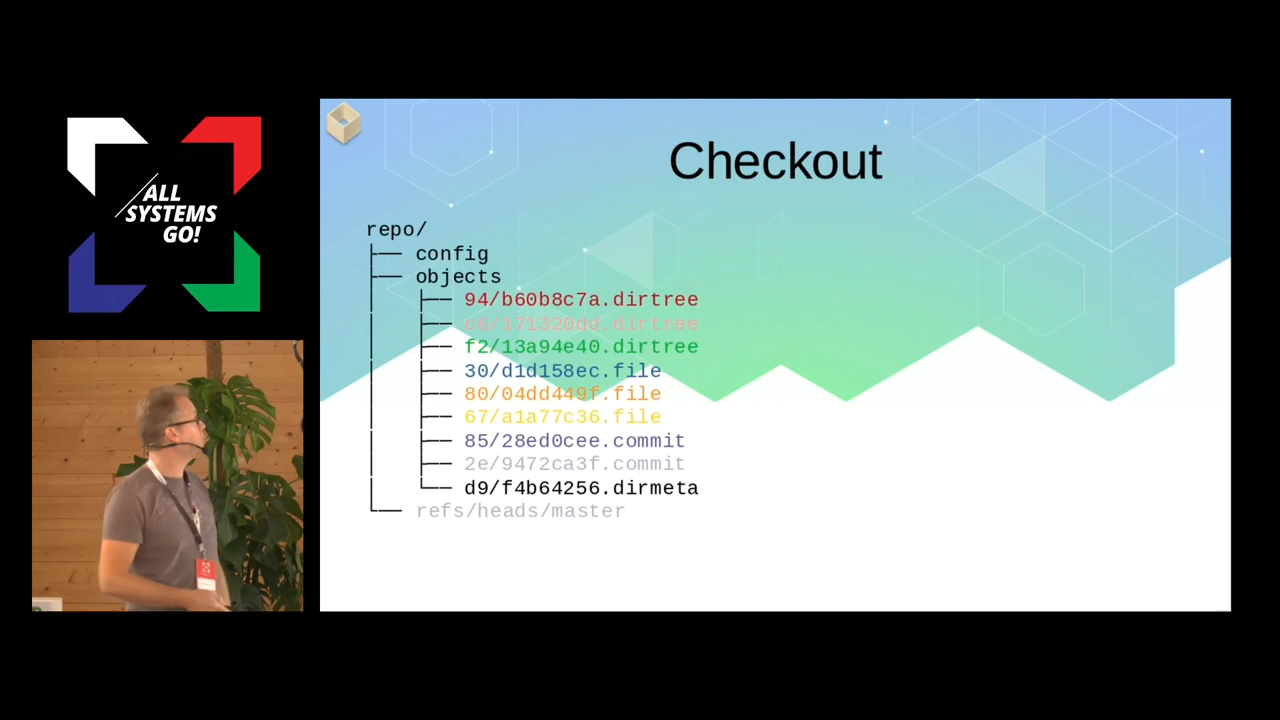 ALL
SYSTEMS
GO!
Checkout
repo/
├── config
├── objects
│   ├── 94/b60b8c7a.dirtree
│   ├── c6/171320dd.dirtree
│   ├── f2/13a94e40.dirtree
│   ├── 30/d1d158ec.file
│   ├── 80/04dd449f.file
│   ├── 67/a1a77c36.file
│   ├── 85/28ed0cee.commit
│   ├── 2e/9472ca3f.commit
│   └── d9/f4b64256.dirmeta
└── refs/heads/master